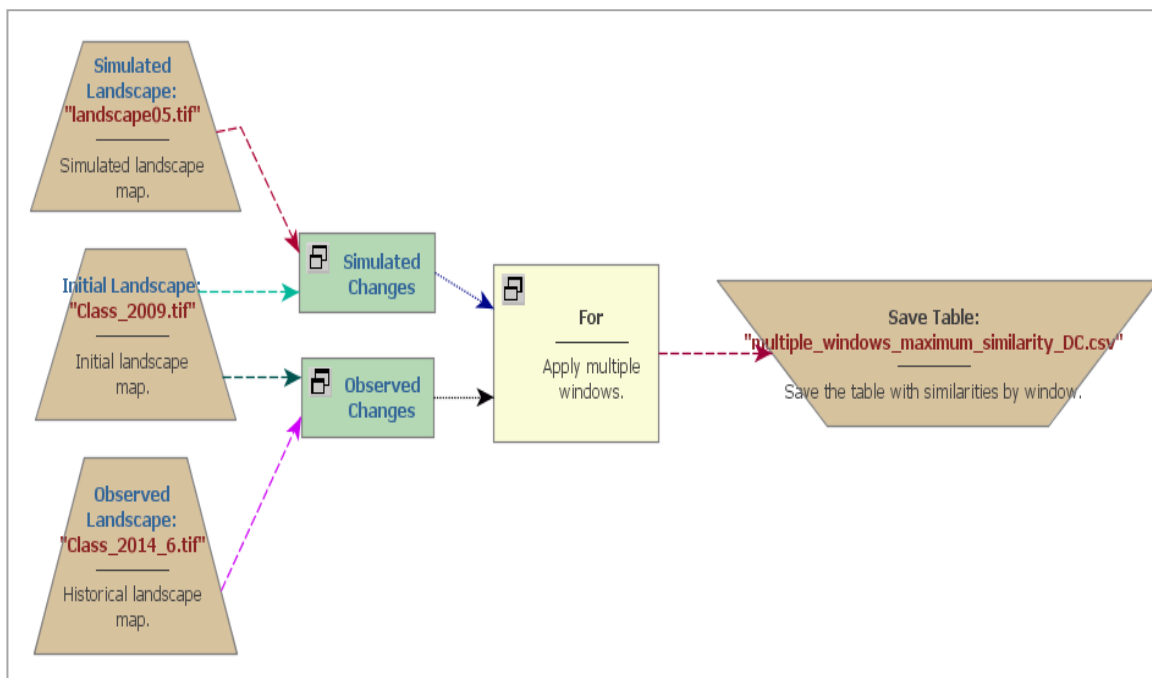 Simulated
Landscape:
"landscape05.tif"
Simulated landscape
map.
Initial Landscape:
"Class_2009.tif"
Initial landscape
map.
Observed
Landscape:
"Class_2014_6.tif"
Historical landscape
map.
Simulated
Changes
Observed
Changes
For
Apply multiple
windows.
Save Table:
"multiple_windows_maximum_similarity_DC.csv"
Save the table with similarities by window.